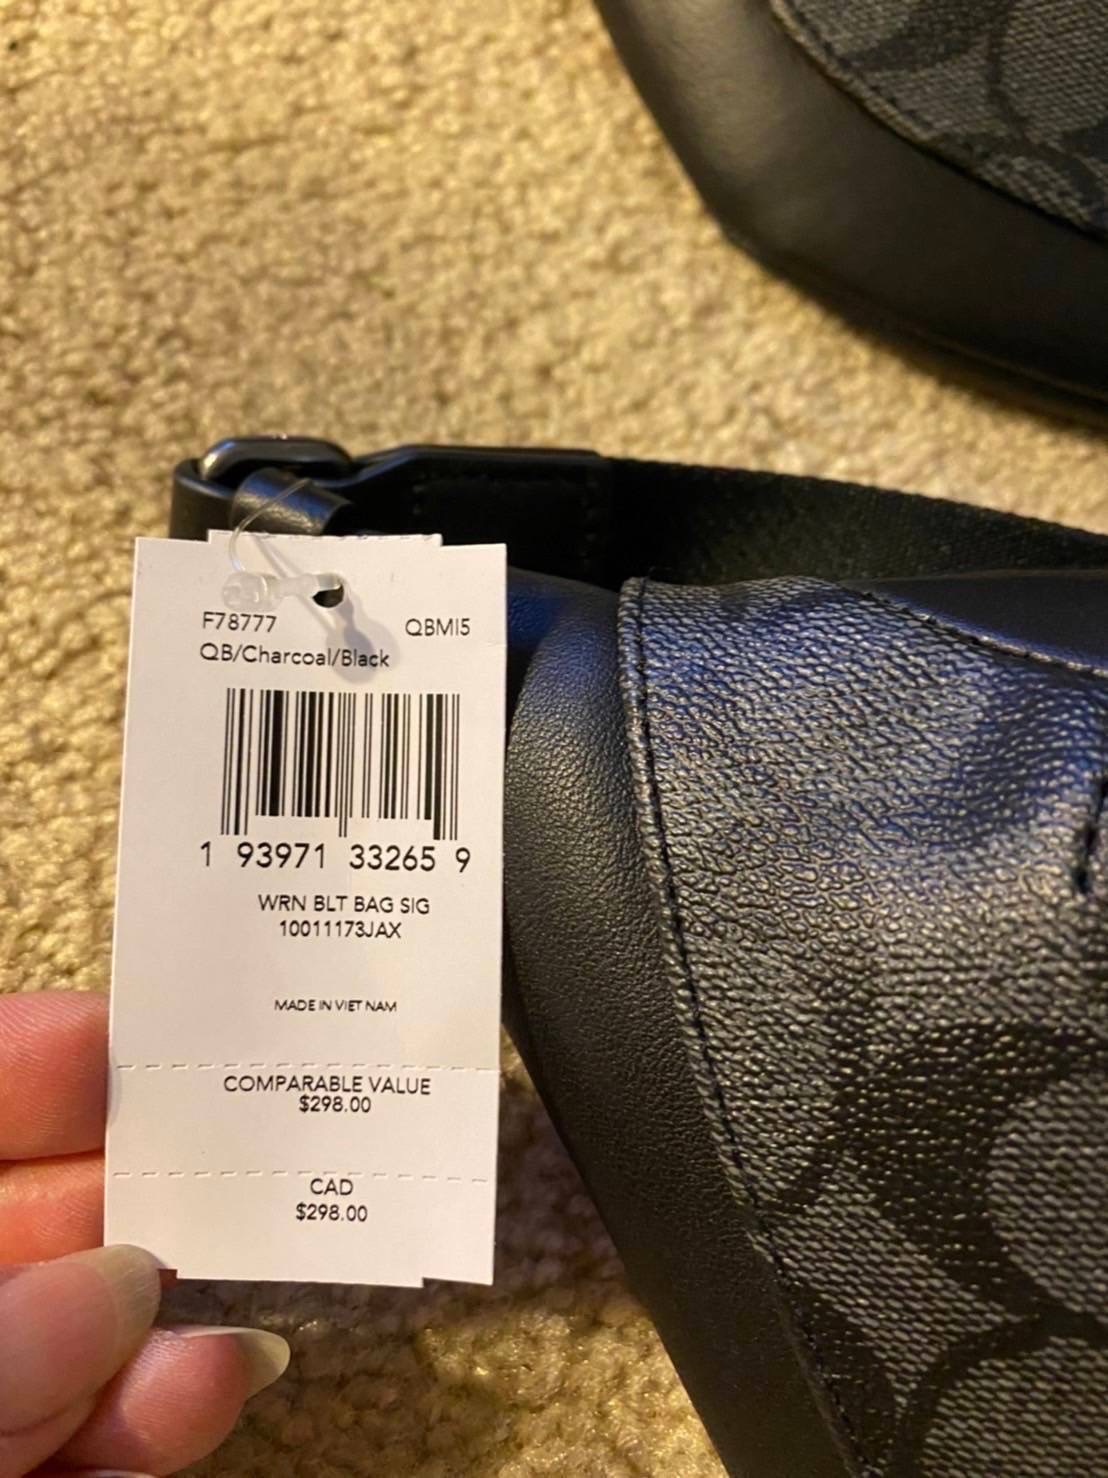 F78777 QBMI5
QB/Charcoal/Black
1 93971 33265 9
WRN BLT BAG SIG
10011173JAX
MADE IN VIET NAM
COMPARABLE VALUE
$298.00
CAD
$298.00